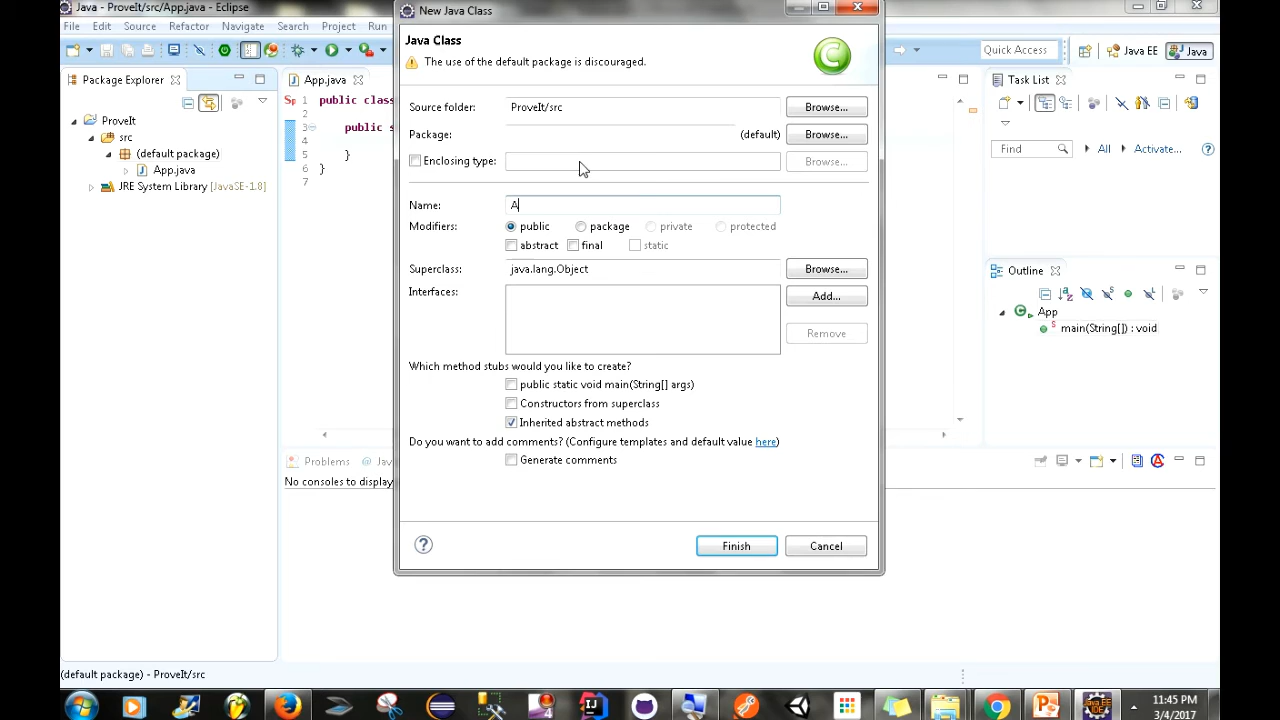 Java - ProveIt/src/App.java - Eclipse
New Java Class
File Edit Source Refactor Navigate Search Project Run
Java Class
The use of the default package is discouraged.
Quick Access
Java EE
Java
Package Explorer
App.java
Task List
public class
Source folder:
ProveIt/src
Browse...
ProveIt
2
3
public s
Package:
(default)
Browse...
src
Find
All
Activate...
(default package)
5
}
Enclosing type:
Browse...
App.java
6
}
7
JRE System Library [JavaSE-1.8]
Name:
A
Modifiers:
public
package
private
protected
abstract
final
static
Superclass:
java.lang.Object
Browse...
Outline
Interfaces:
Add...
App
main(String[]) : void
Remove
Which method stubs would you like to create?
public static void main(String[] args)
Constructors from superclass
Inherited abstract methods
Do you want to add comments? (Configure templates and default value here)
Generate comments
Problems
@ Jav
No consoles to display
Finish
Cancel
(default package) - ProveIt/src
11:45 PM
3/4/2017